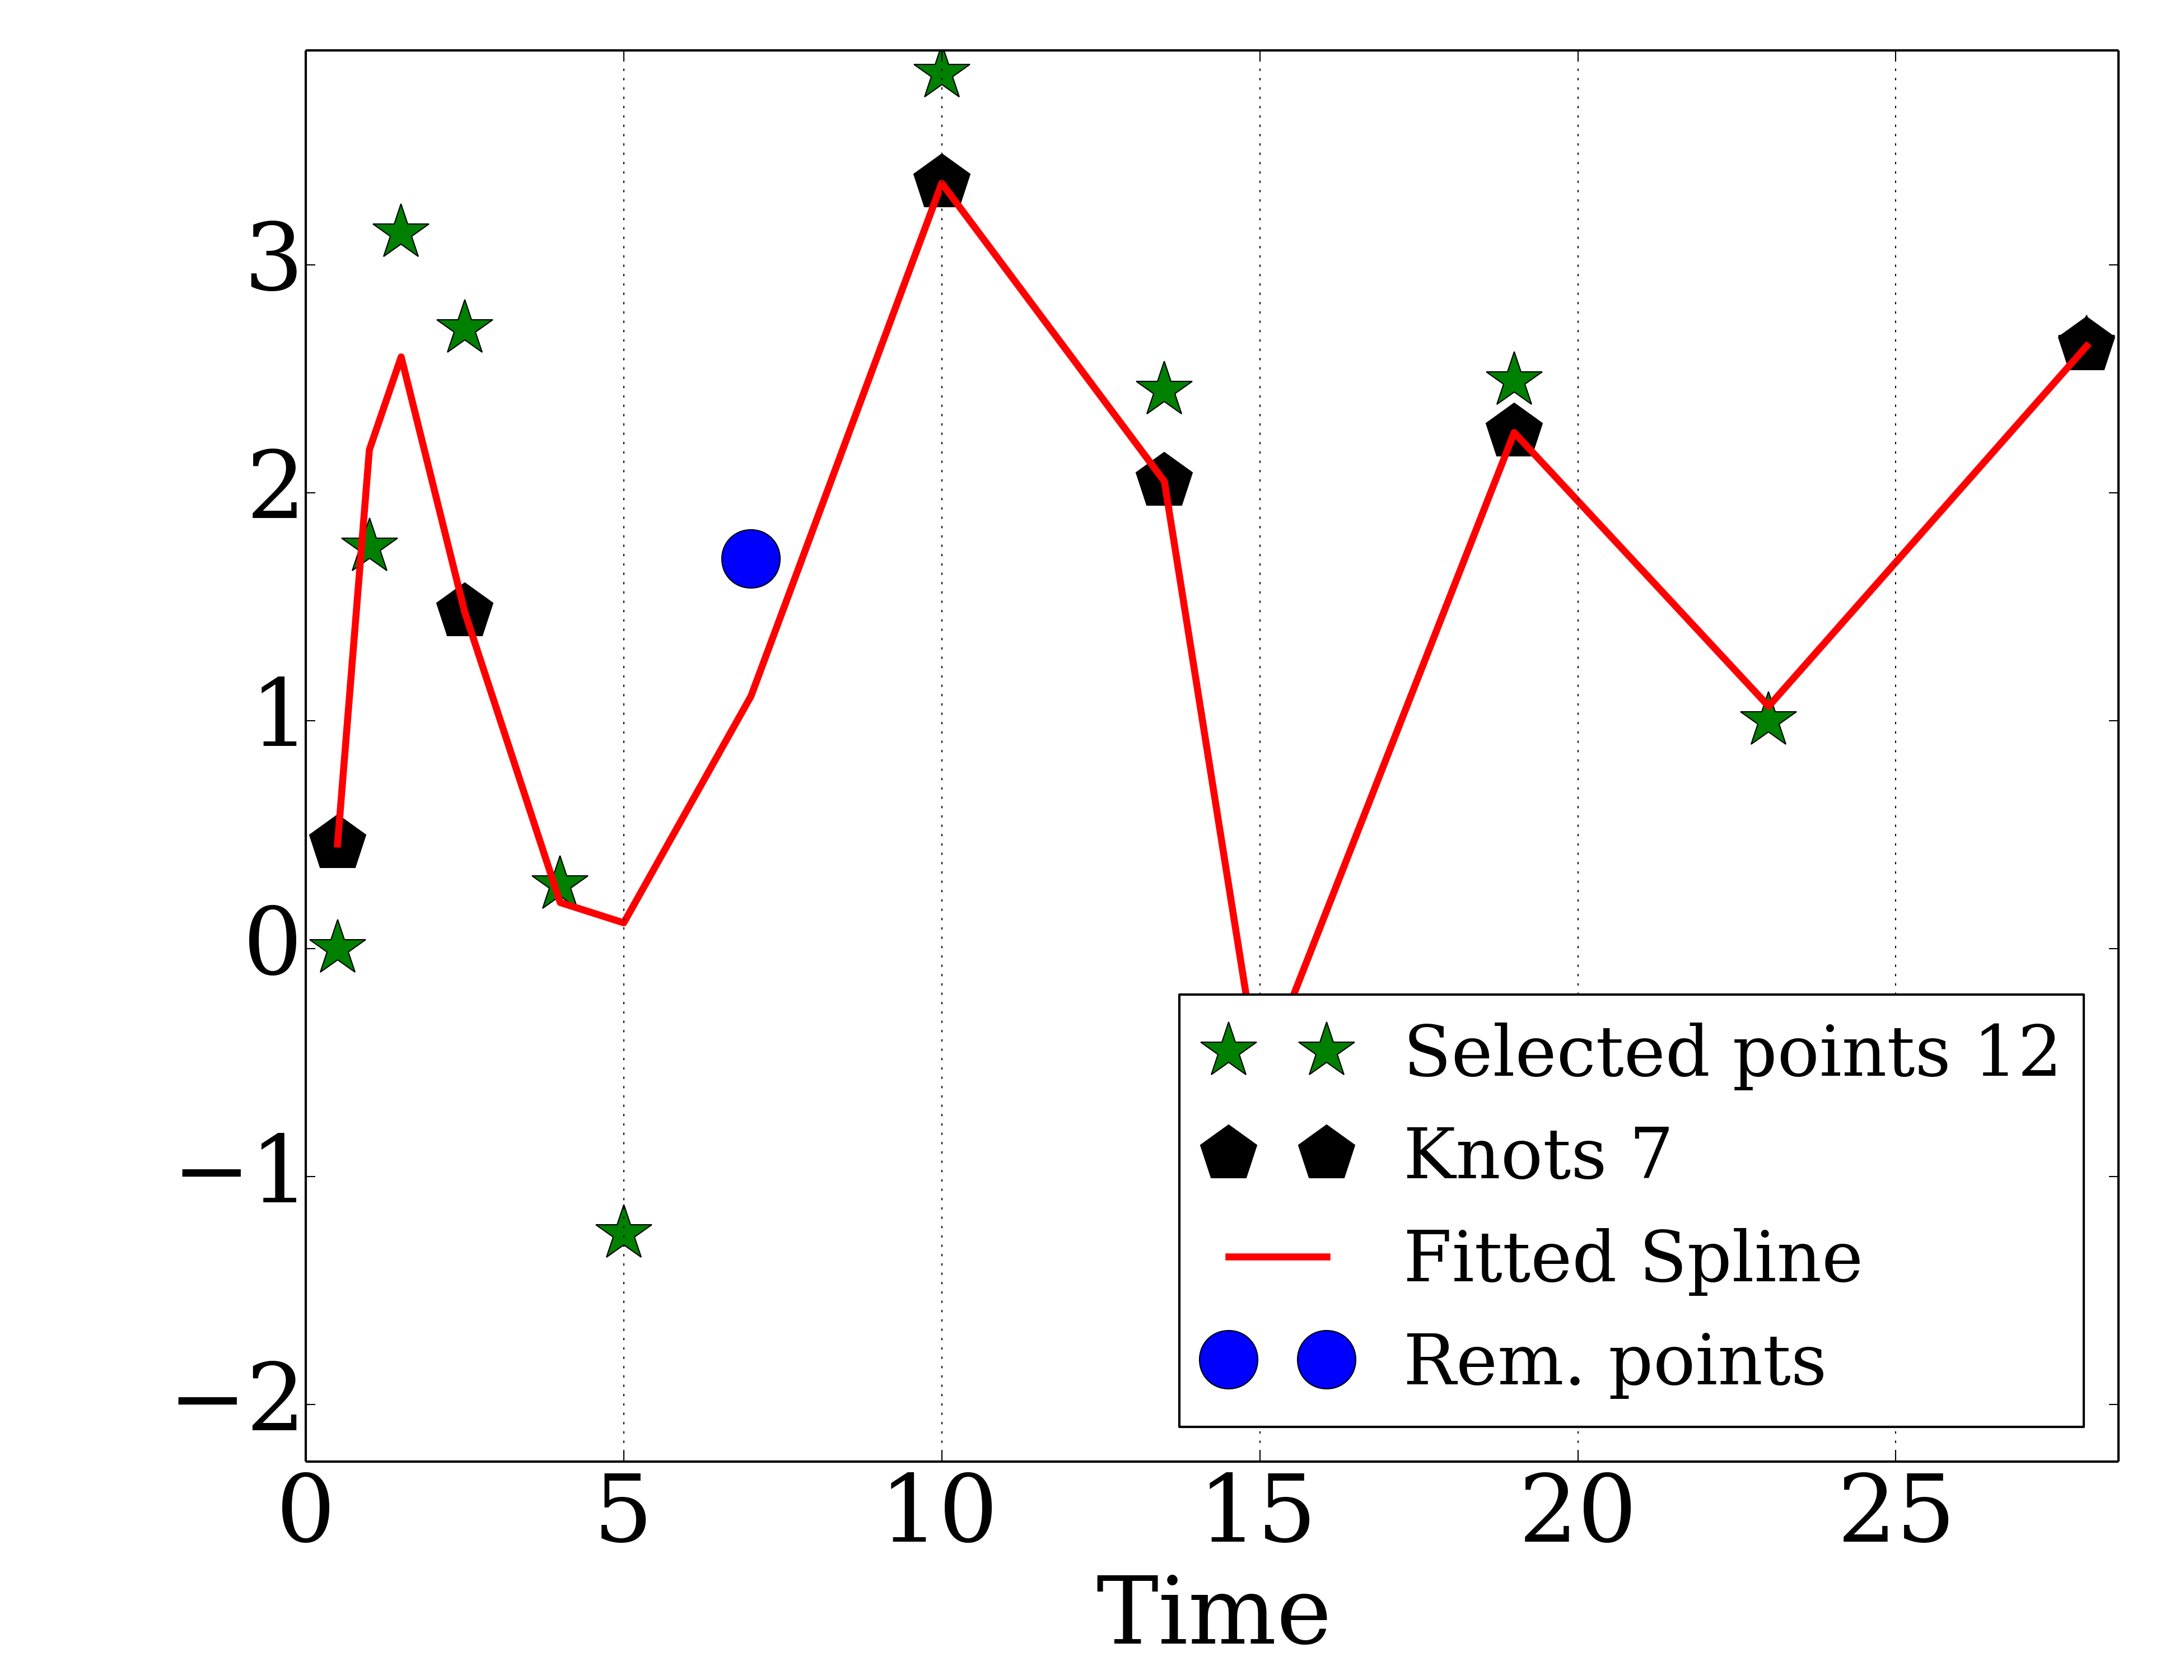 3
2
1
0
−1
−2
Selected points 12
Knots 7
Fitted Spline
Rem. points
0 5 10 15 20 25
Time